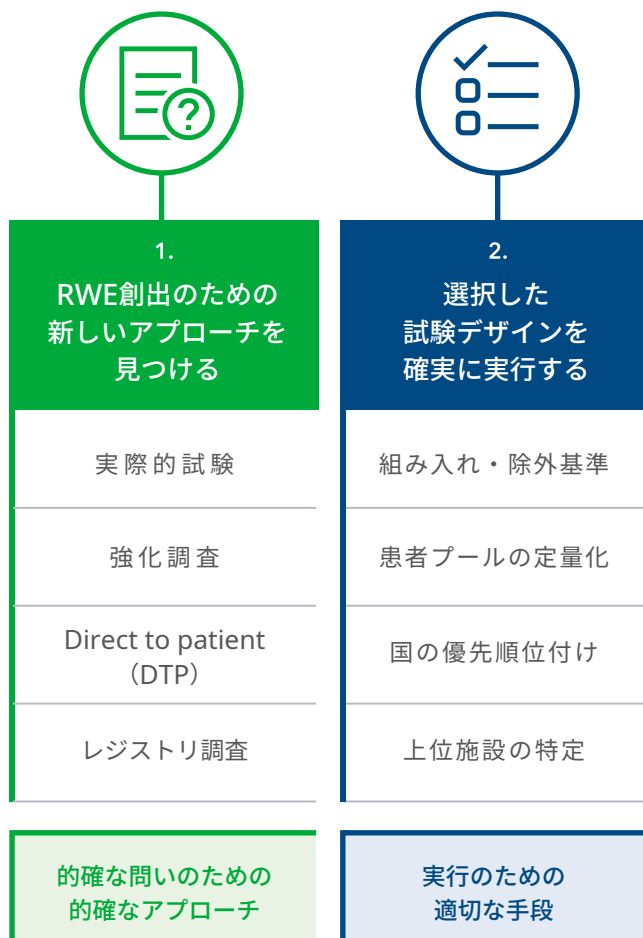 1.
RWE創出のための
新しいアプローチを
見つける
実際的試験
強化調査
Direct to patient
（DTP）
レジストリ調査
的確な問いのための
的確なアプローチ
2.
選択した
試験デザインを
確実に実行する
組み入れ・除外基準
患者プールの定量化
国の優先順位付け
上位施設の特定
実行のための
適切な手段